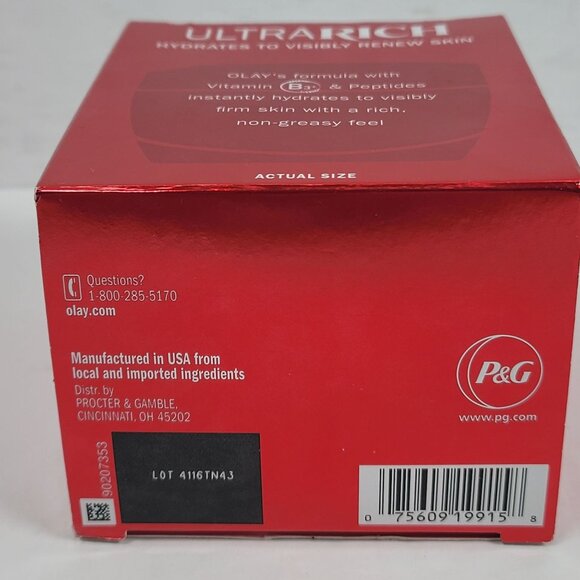 ULTRARICH
HYDRATES TO VISIBLY RENEW SKIN
OLAY's formula with
Vitamin B3+ & Peptides
instantly hydrates to visibly
firm skin with a rich,
non-greasy feel
ACTUAL SIZE
Questions?
1-800-285-5170
olay.com
Manufactured in USA from
local and imported ingredients
Distr. by
PROCTER & GAMBLE,
CINCINNATI, OH 45202
P&G
www.pg.com
90207353
LOT 4116TN43
0 75609 19915 8